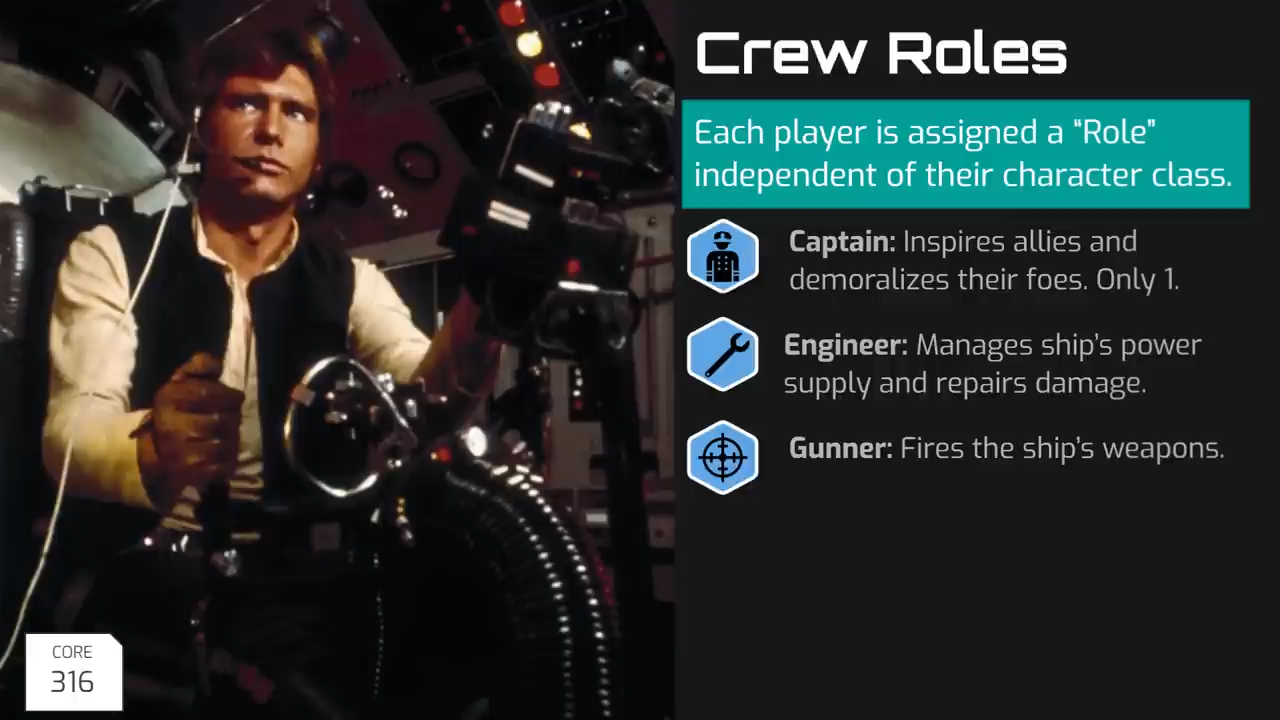 Crew Roles
Each player is assigned a “Role”
independent of their character class.
Captain: Inspires allies and
demoralizes their foes. Only 1.
Engineer: Manages ship’s power
supply and repairs damage.
Gunner: Fires the ship’s weapons.
CORE
316